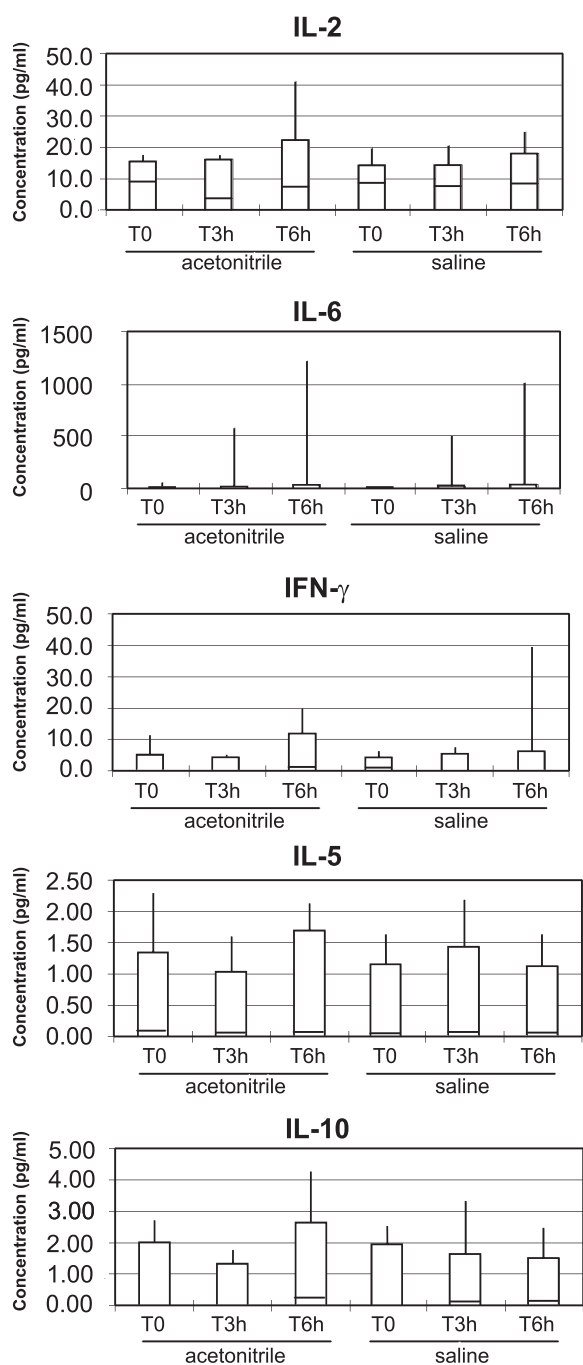 IL-2
Concentration (pg/ml)
50.0
40.0
30.0
20.0
10.0
0.0
T0 T3h T6h T0 T3h T6h
acetonitrile saline
IL-6
Concentration (pg/ml)
1500
1000
500
0
T0 T3h T6h T0 T3h T6h
acetonitrile saline
IFN-γ
Concentration (pg/ml)
50.0
40.0
30.0
20.0
10.0
0.0
T0 T3h T6h T0 T3h T6h
acetonitrile saline
IL-5
Concentration (pg/ml)
2.50
2.00
1.50
1.00
0.50
0.00
T0 T3h T6h T0 T3h T6h
acetonitrile saline
IL-10
Concentration (pg/ml)
5.00
4.00
3.00
2.00
1.00
0.00
T0 T3h T6h T0 T3h T6h
acetonitrile saline